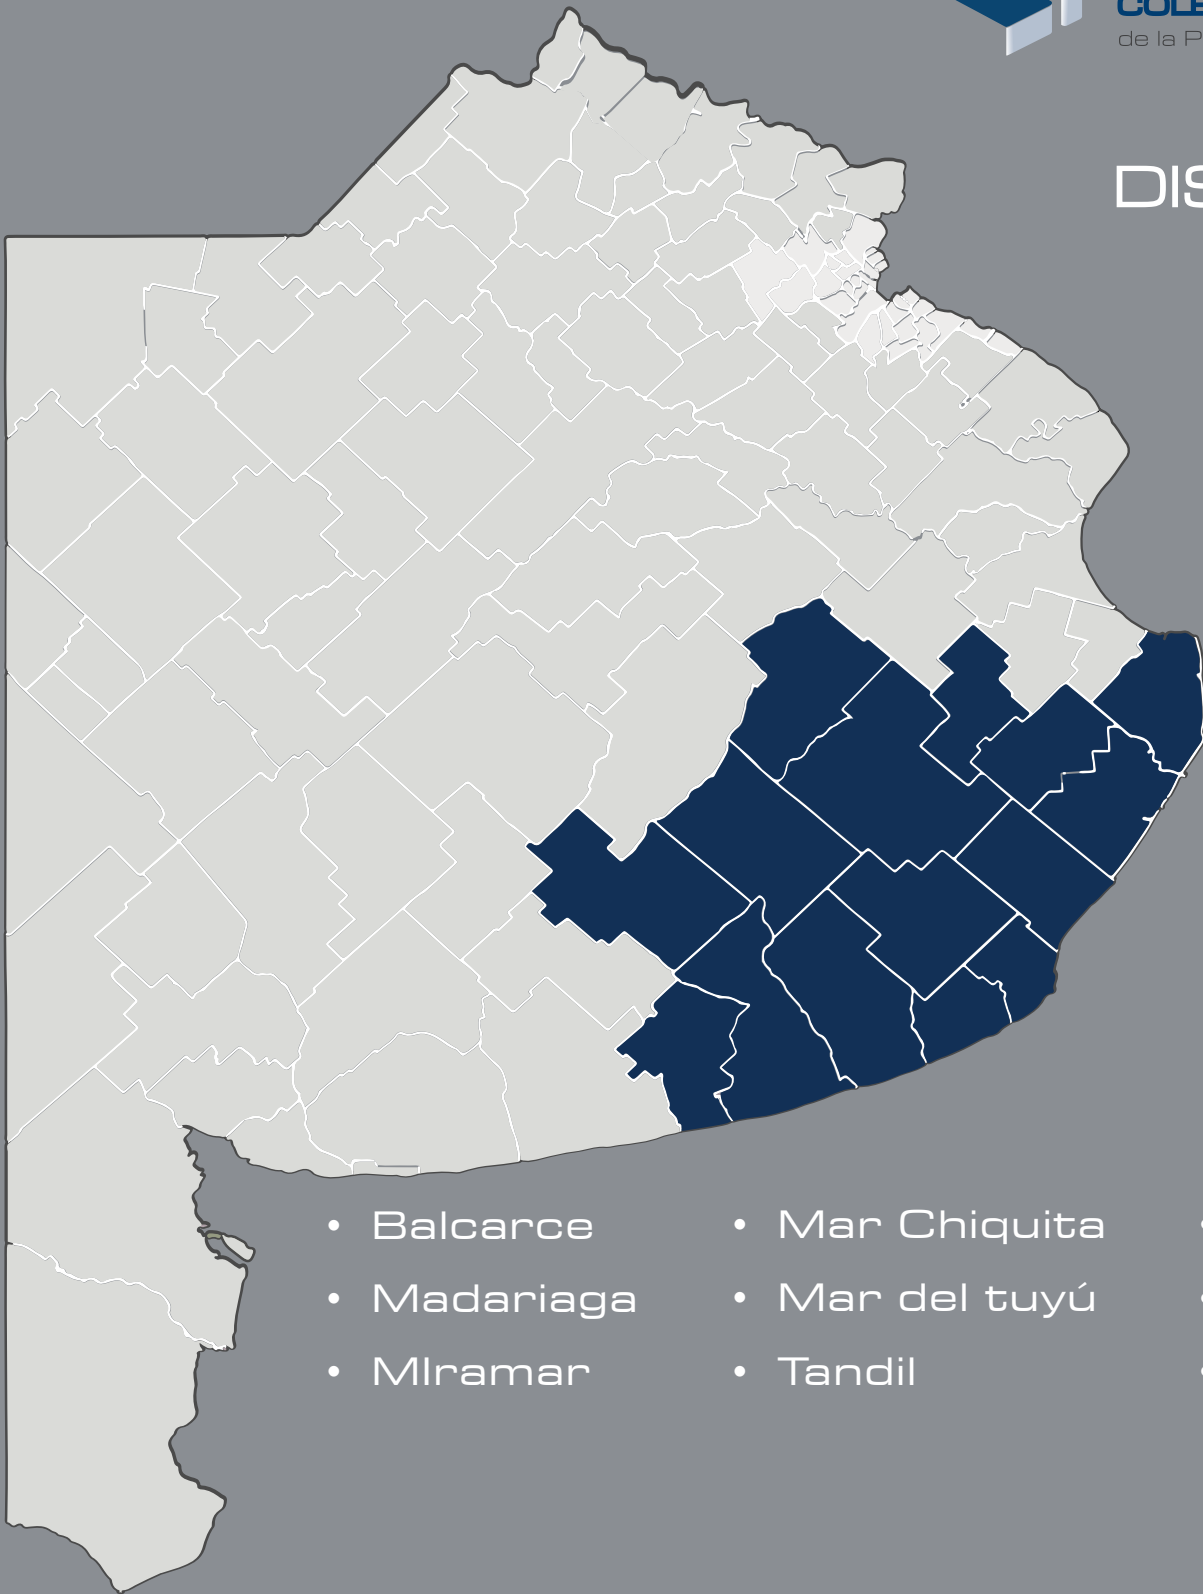 de la P
DIS
• Balcarce
• Madariaga
• MIramar
• Mar Chiquita
• Mar del tuyú
• Tandil